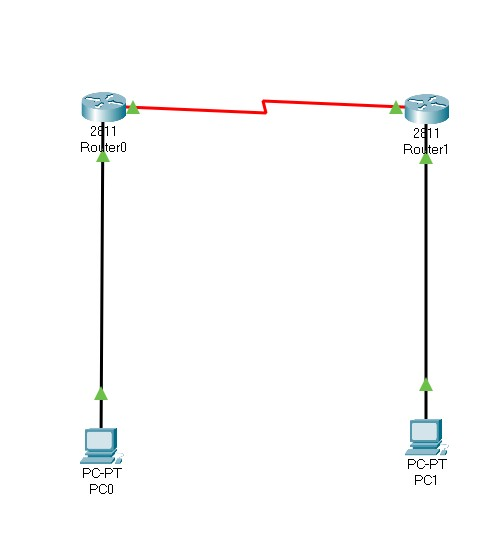 2811
Router0
2811
Router1
PC-PT
PC0
PC-PT
PC1